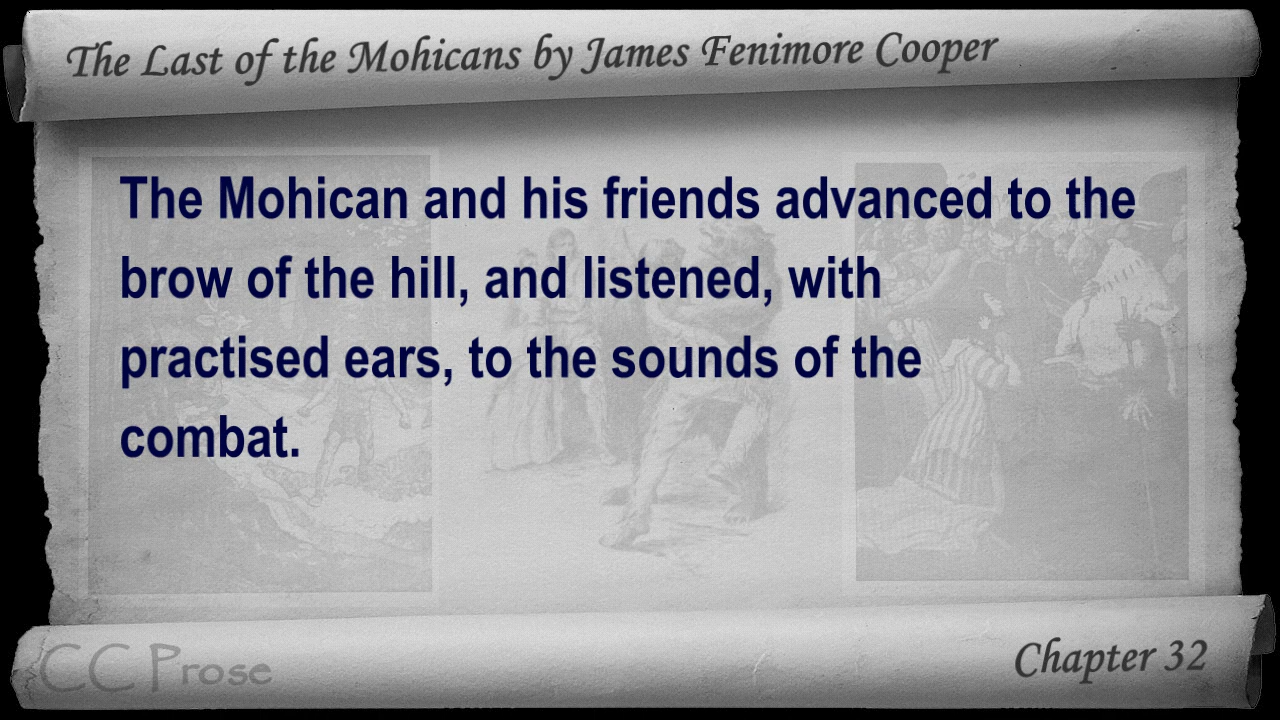 The Last of the Mohicans by James Fenimore Cooper
The Mohican and his friends advanced to the
brow of the hill, and listened, with
practised ears, to the sounds of the
combat.
CC Prose
Chapter 32